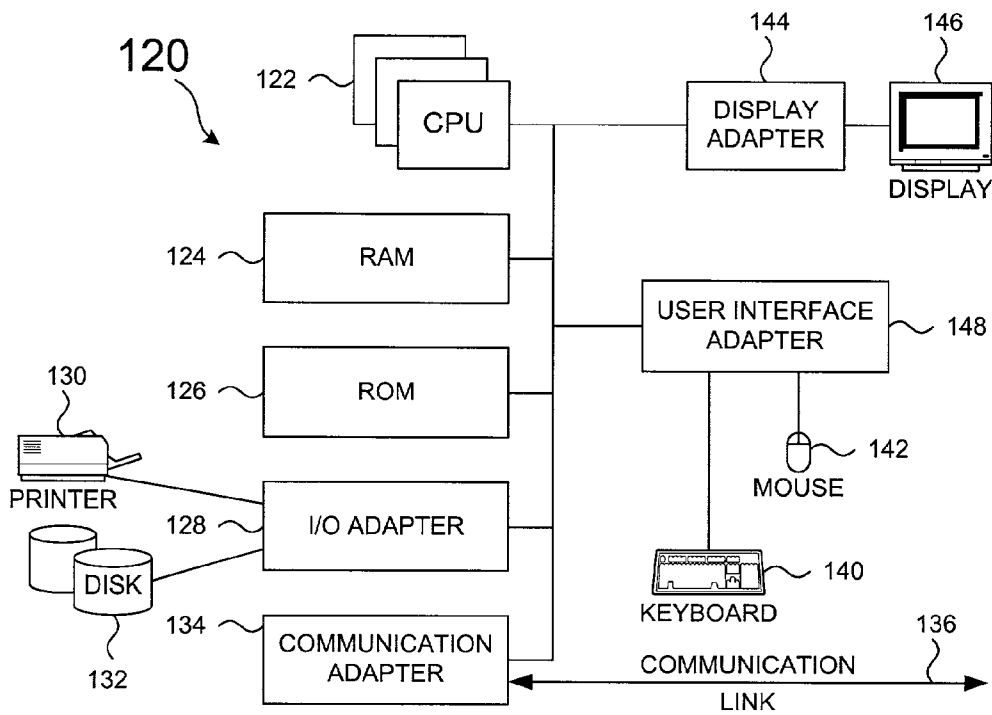 120
122
CPU
144
DISPLAY
ADAPTER
146
DISPLAY
124
RAM
USER INTERFACE
ADAPTER
148
126
ROM
130
PRINTER
142
MOUSE
128
I/O ADAPTER
DISK
132
140
KEYBOARD
134
COMMUNICATION
ADAPTER
COMMUNICATION
LINK
136